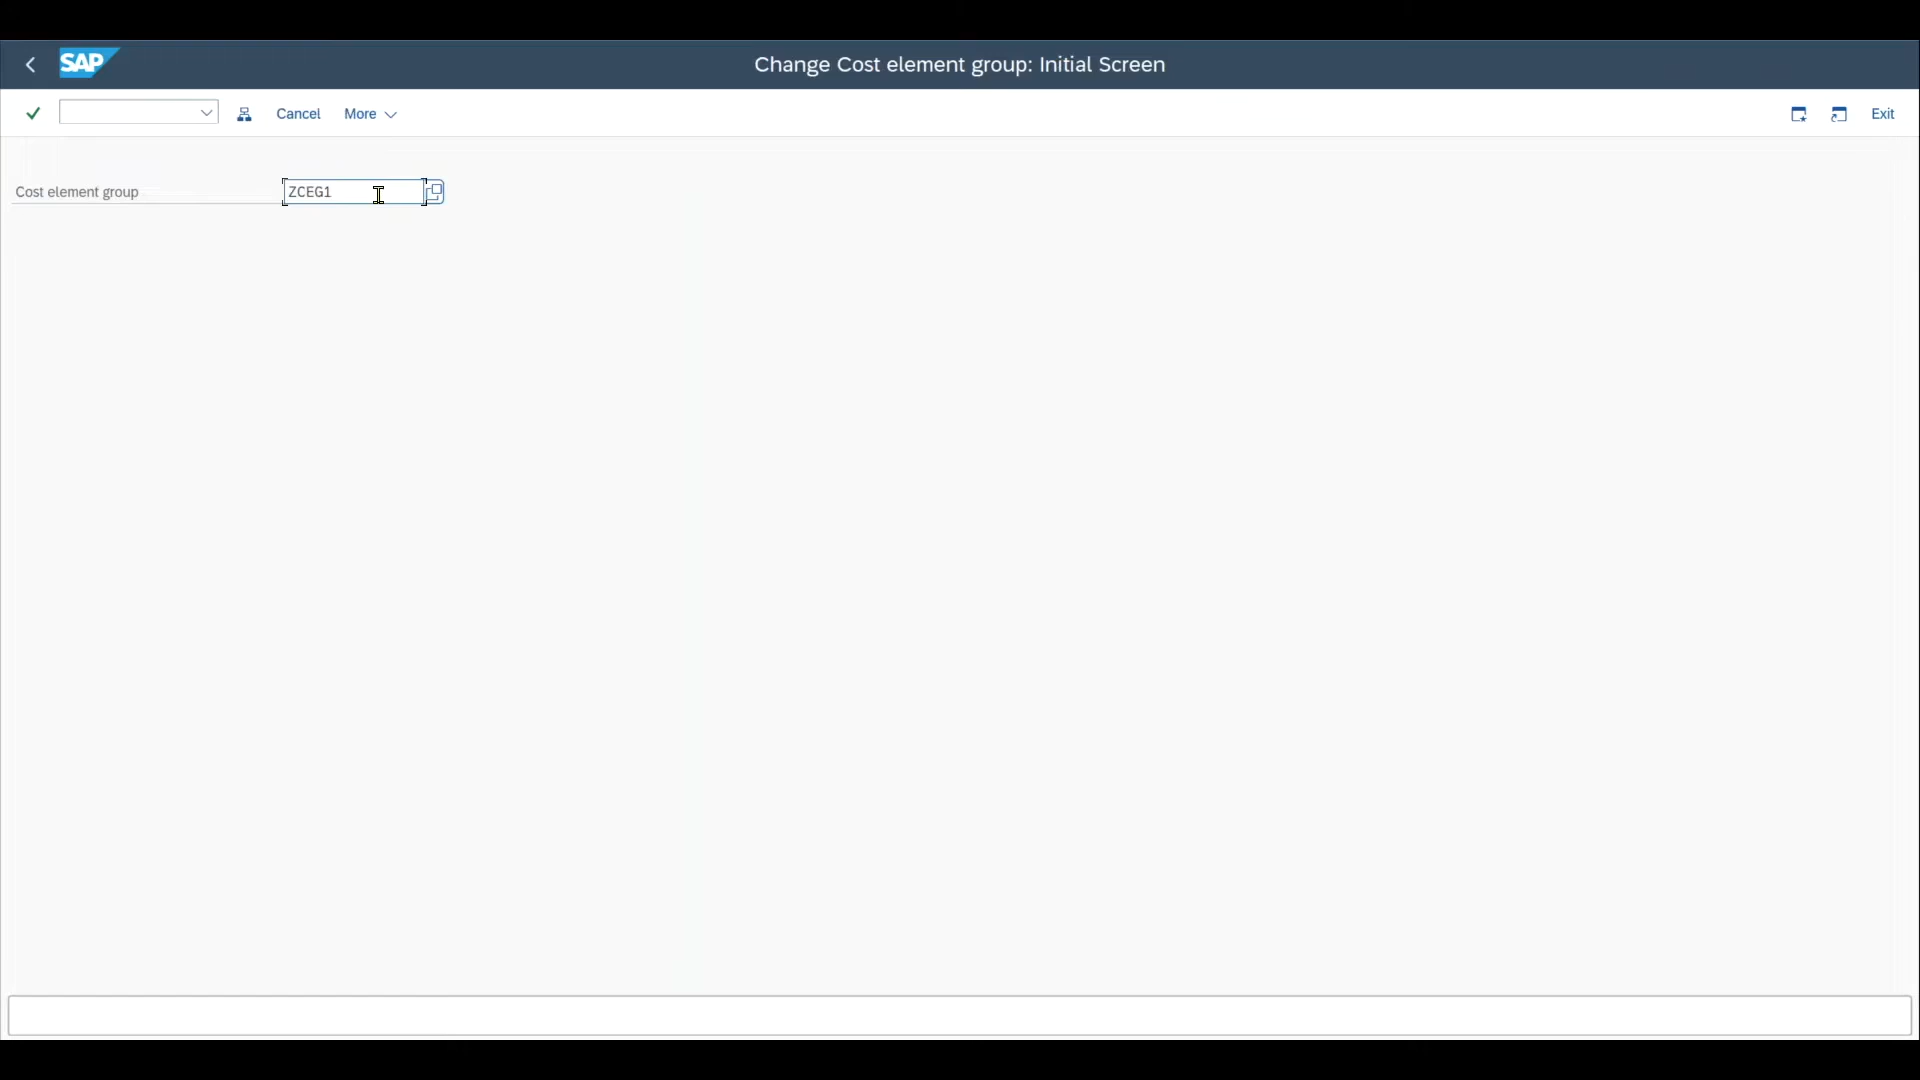 SAP
Change Cost element group: Initial Screen
Cancel
More
Exit
Cost element group
ZCEG1